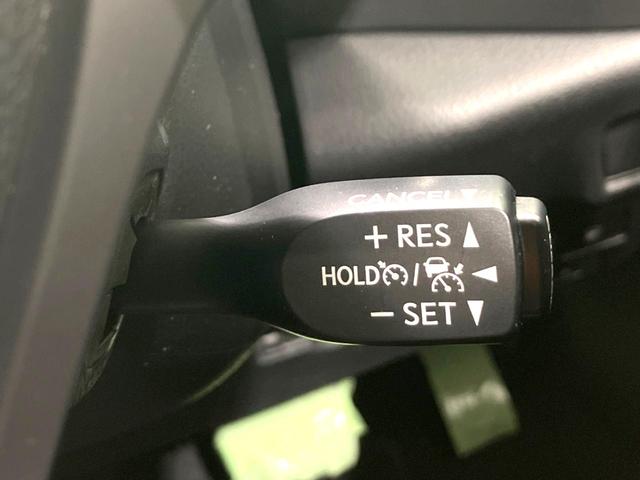 CANCEL ▼
+ RES ▲
HOLD / ◀
− SET ▼